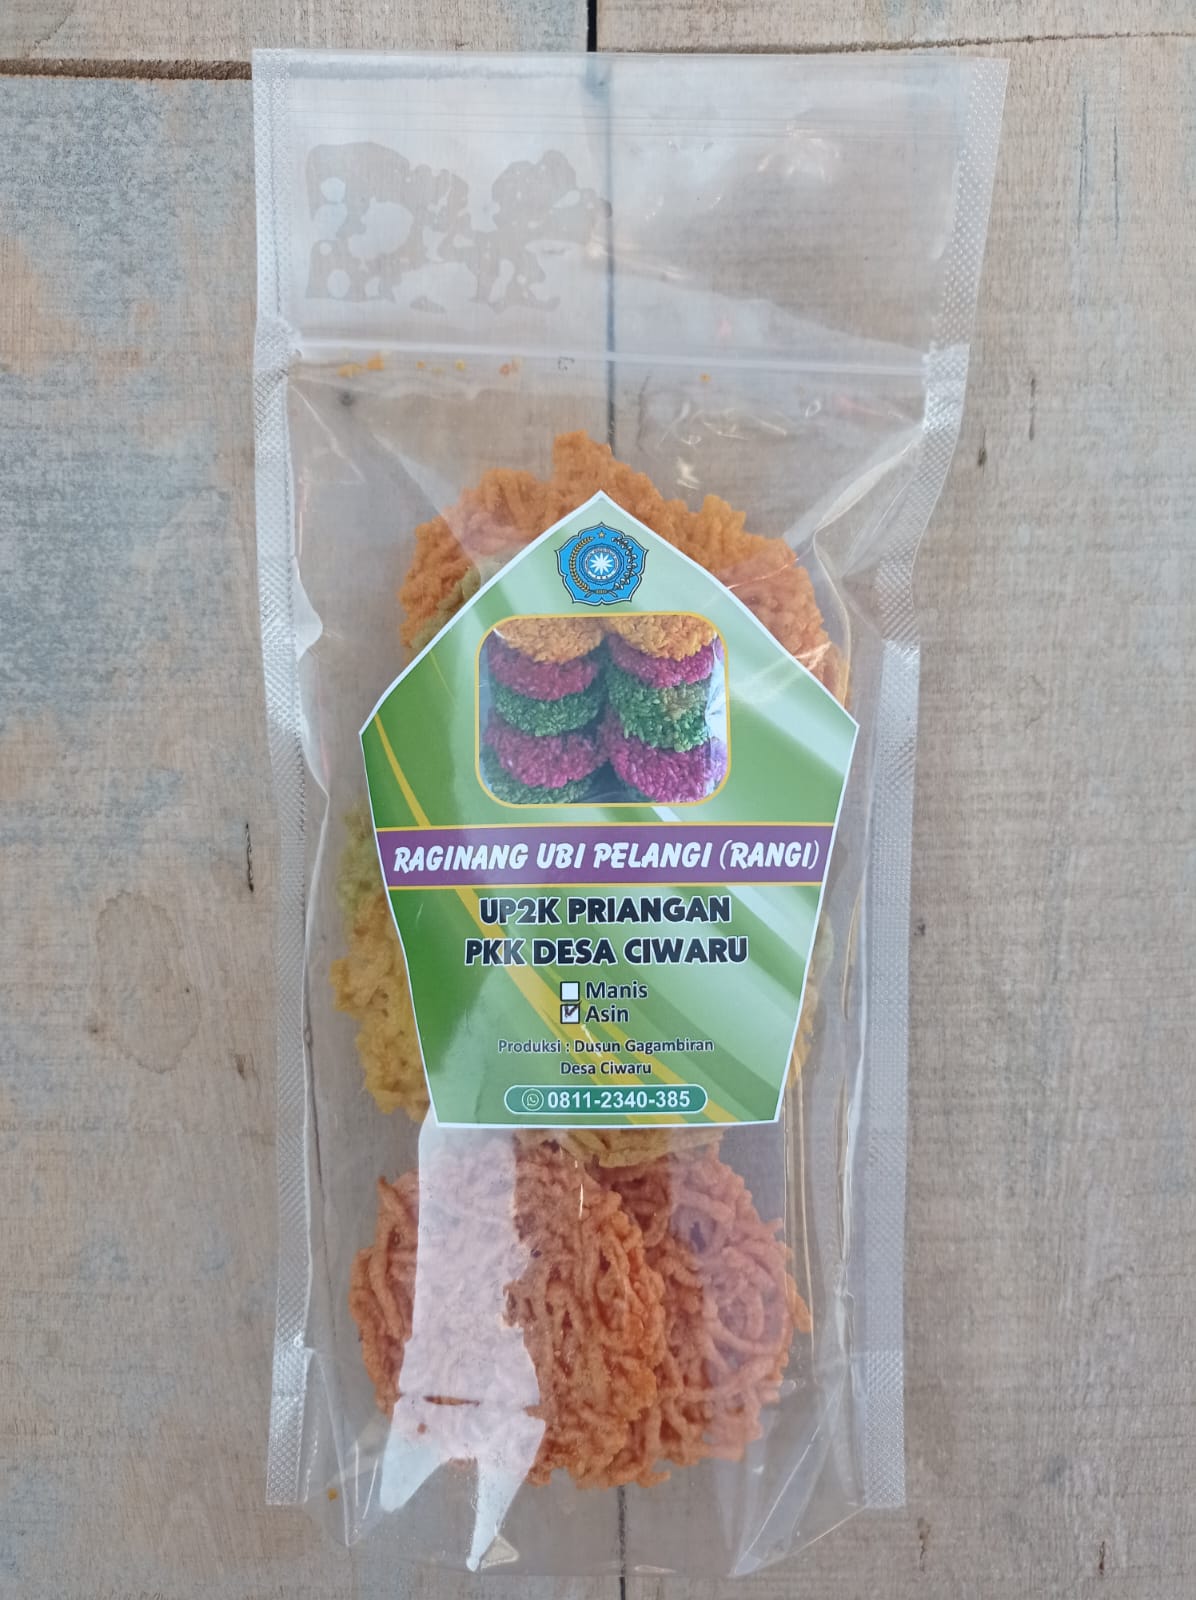 RAGINANG UBI PELANGI (RANGI)
UP2K PRIANGAN
PKK DESA CIWARU
Manis
Asin
Produksi : Dusun Gagambiran
Desa Ciwaru
0811-2340-385